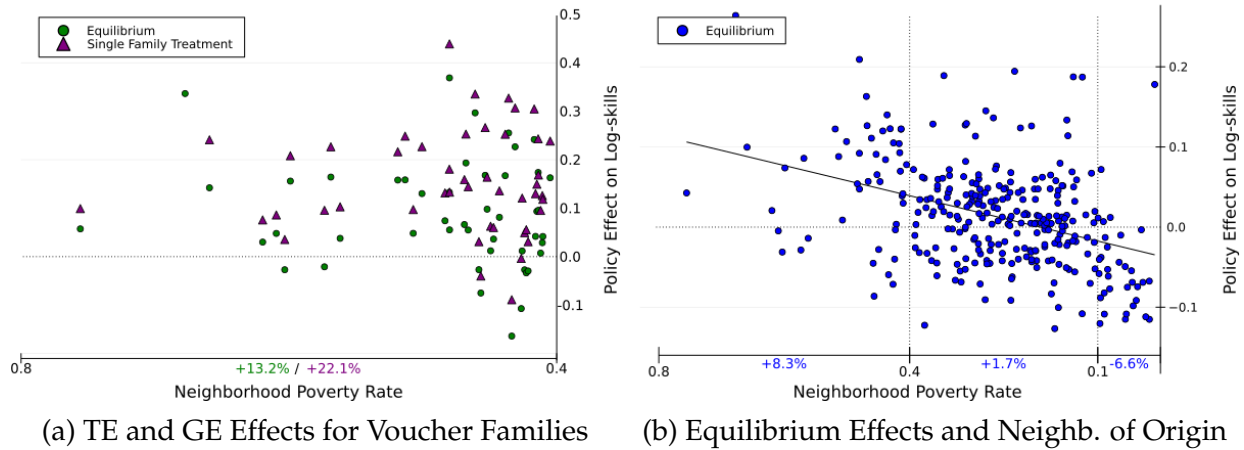 Equilibrium
Single Family Treatment
0.5
0.4
0.3
0.2
0.1
0.0
-0.1
Policy Effect on Log-skills
0.8
+13.2% / +22.1%
0.4
Neighborhood Poverty Rate
(a) TE and GE Effects for Voucher Families
Equilibrium
0.2
0.1
0.0
−0.1
Policy Effect on Log-skills
0.8
+8.3%
0.4
+1.7%
0.1
-6.6%
Neighborhood Poverty Rate
(b) Equilibrium Effects and Neighb. of Origin